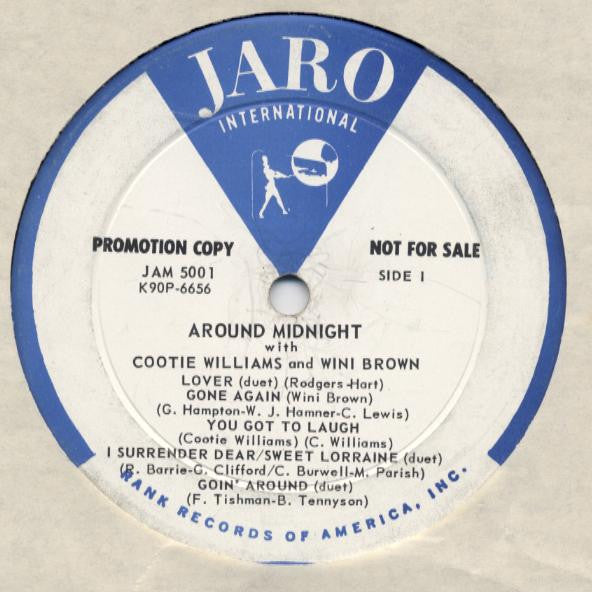 JARO
INTERNATIONAL
PROMOTION COPY
NOT FOR SALE
JAM 5001
K90P-6656
SIDE 1
AROUND MIDNIGHT
with
COOTIE WILLIAMS and WINI BROWN
LOVER (duet) (Rodgers-Hart)
GONE AGAIN (Wini Brown)
(G. Hampton-W. J. Hamner-C. Lewis)
YOU GOT TO LAUGH
(Cootie Williams) (C. Williams)
I SURRENDER DEAR/SWEET LORRAINE (duet)
(R. Barrie-G. Clifford/C. Burwell-M. Parish)
GOIN' AROUND (duet)
(F. Tishman-B. Tennyson)
RANK RECORDS OF AMERICA, INC.